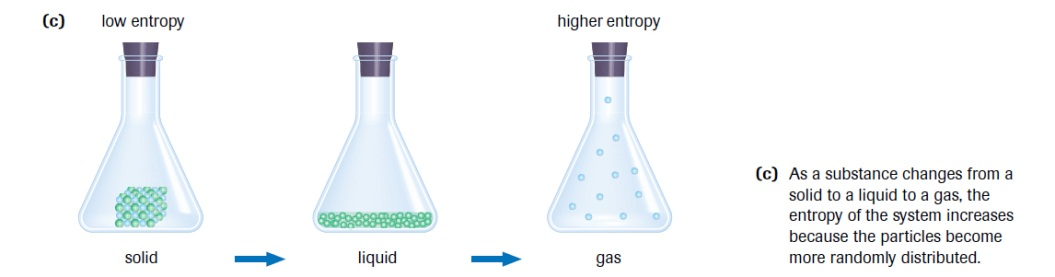 (c) low entropy higher entropy
solid liquid gas
(c) As a substance changes from a
solid to a liquid to a gas, the
entropy of the system increases
because the particles become
more randomly distributed.